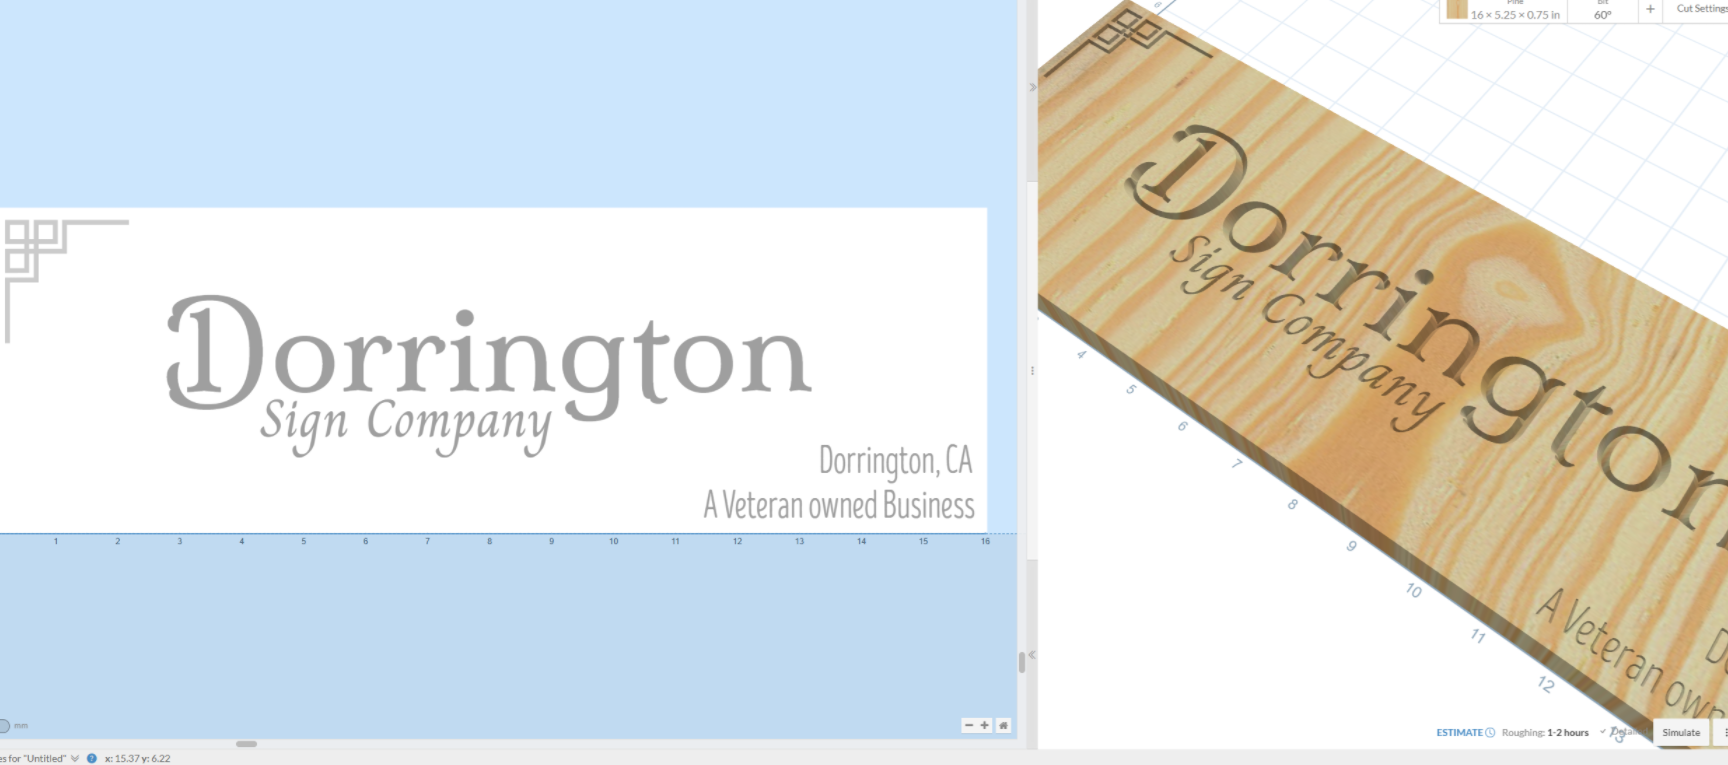 Dorrington
Sign Company
Dorrington, CA
A Veteran owned Business
1 2 3 4 5 6 7 8 9 10 11 12 13 14 15 16
mm
es for "Untitled"
x: 15.37 y: 6.22
Pine
16 × 5.25 × 0.75 in
Bit
60°
+
Cut Settings
6
Dorrington
Sign Company
A Veteran own
4
5
6
7
8
9
10
11
12
13
ESTIMATE Roughing: 1-2 hours
Simulate